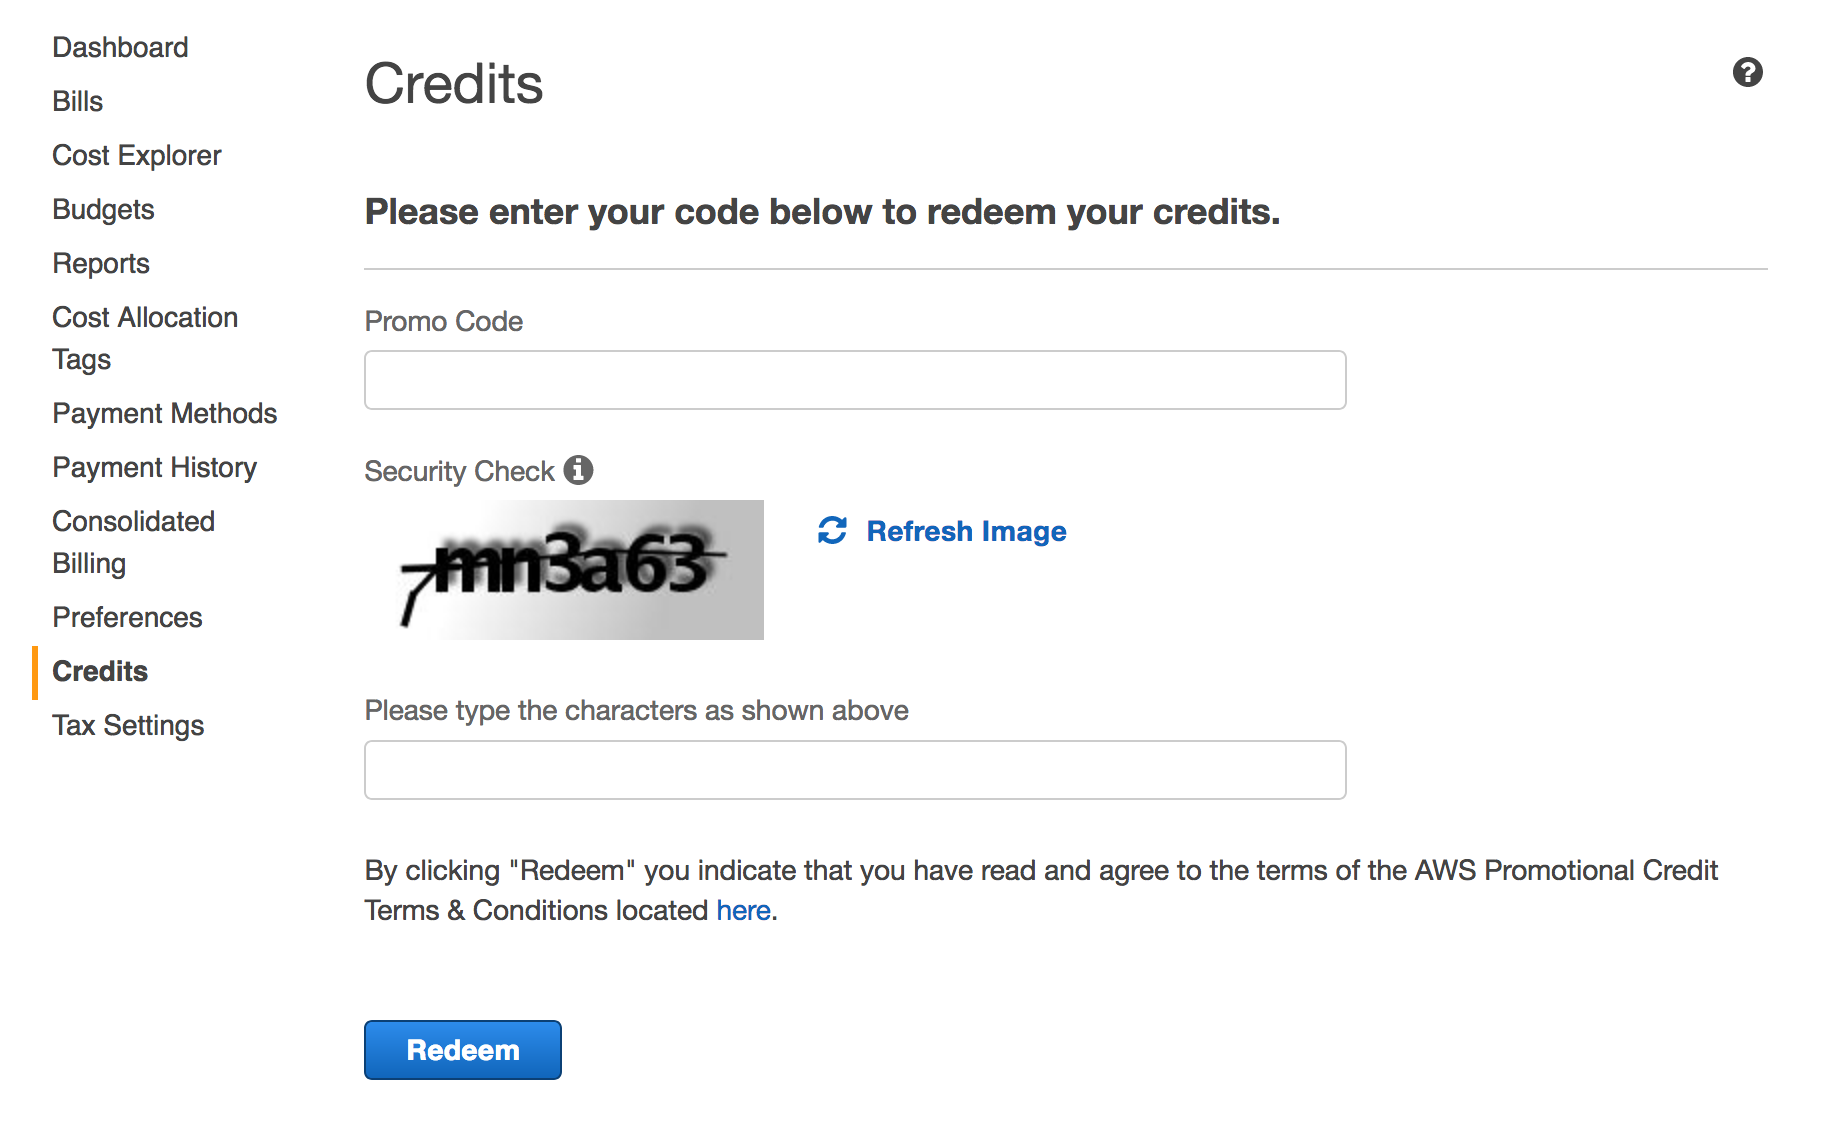 Dashboard
Bills
Cost Explorer
Budgets
Reports
Cost Allocation
Tags
Payment Methods
Payment History
Consolidated
Billing
Preferences
Credits
Tax Settings
Credits
?
Please enter your code below to redeem your credits.
Promo Code
Security Check i
mn3a63
Refresh Image
Please type the characters as shown above
By clicking "Redeem" you indicate that you have read and agree to the terms of the AWS Promotional Credit
Terms & Conditions located here.
Redeem